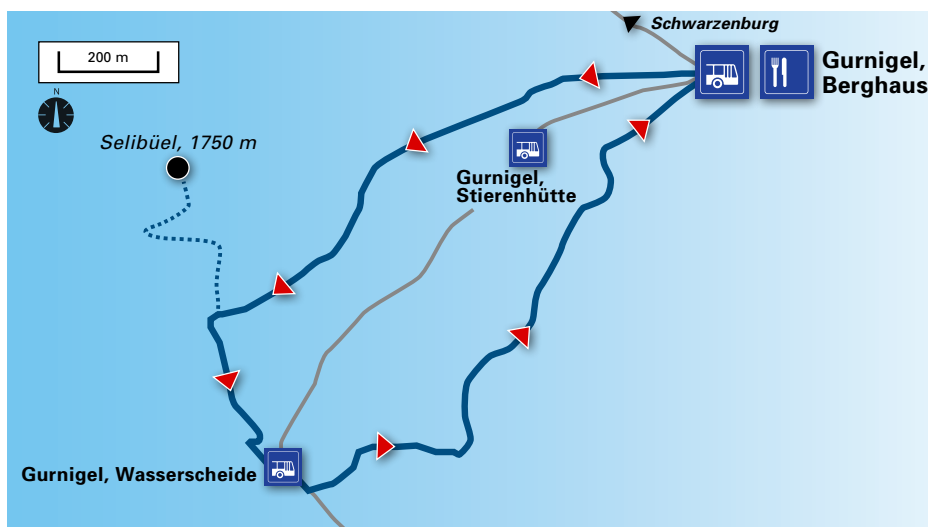 Schwarzenburg
200 m
Gurnigel,
Berghaus
N
Selibüel, 1750 m
Gurnigel,
Stierenhütte
Gurnigel, Wasserscheide